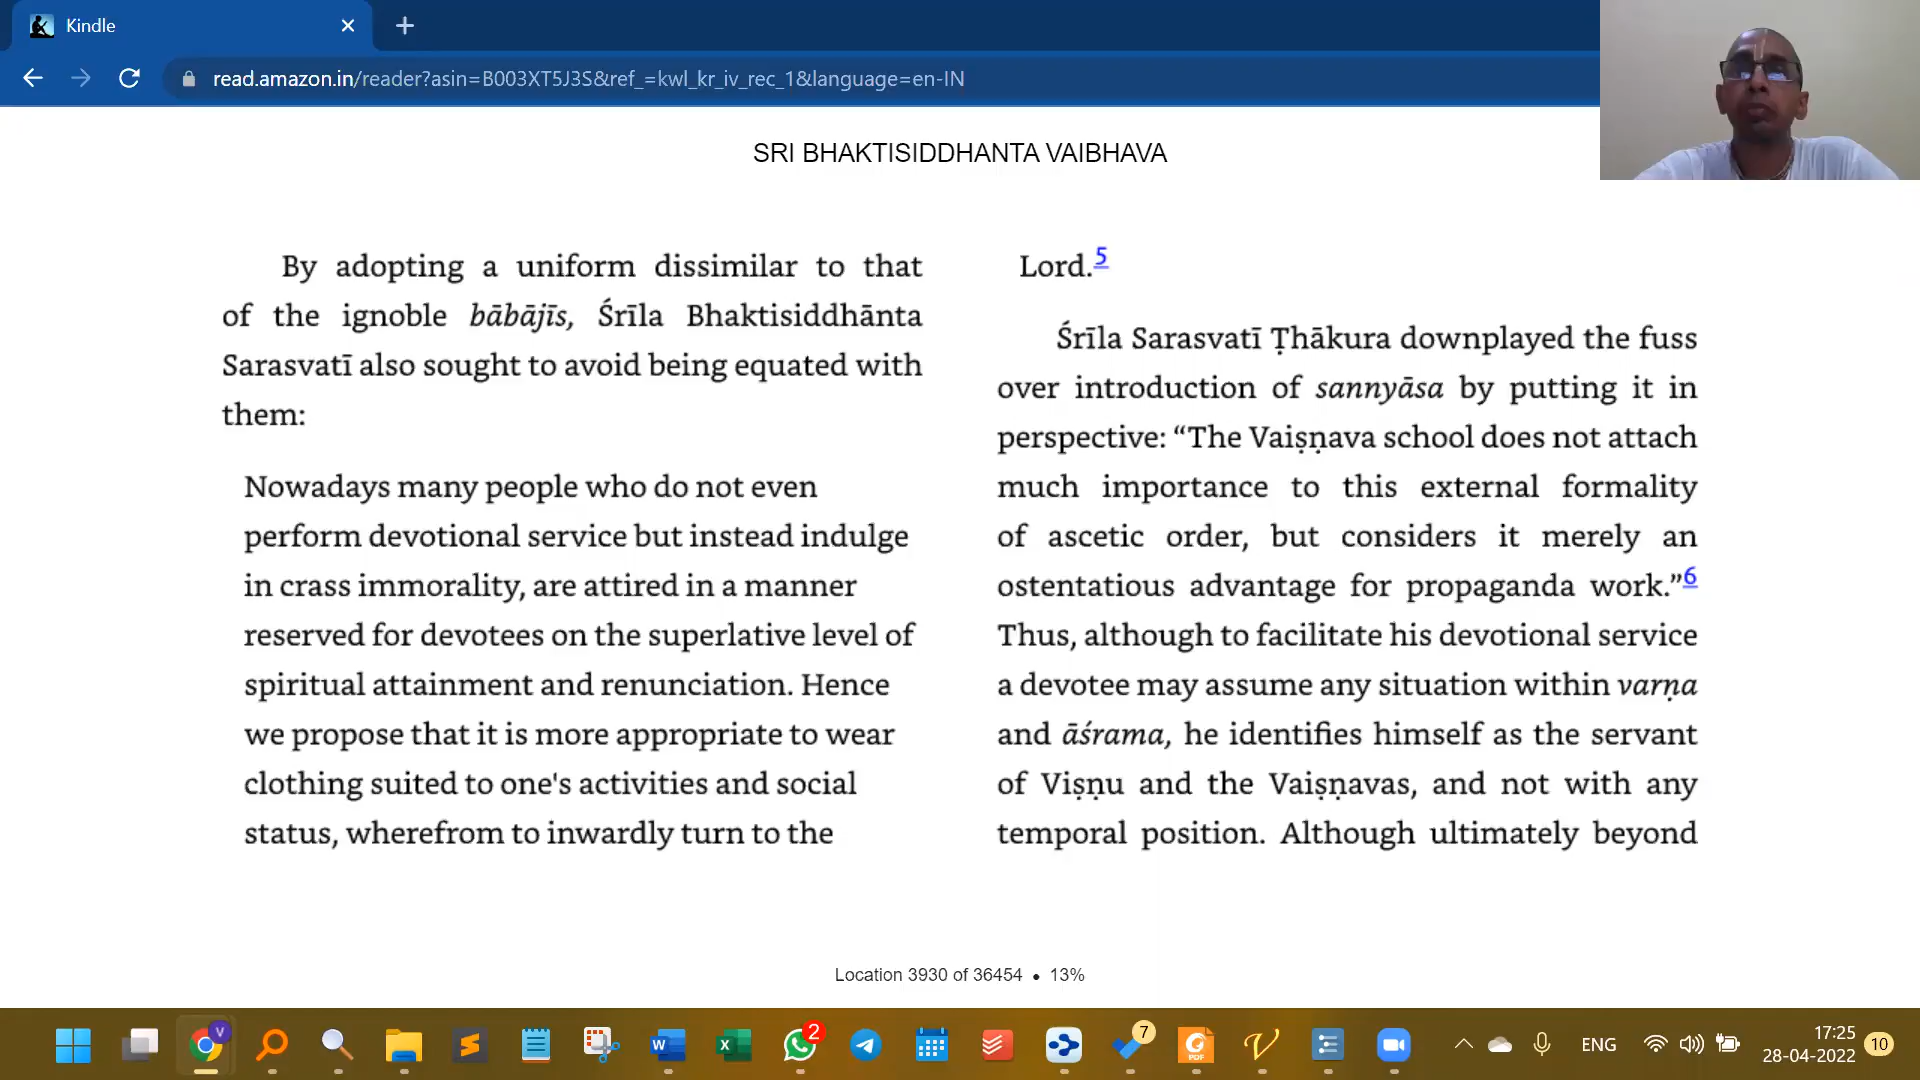 Kindle
read.amazon.in/reader?asin=B003XT5J3S&ref_=kwl_kr_iv_rec_1&language=en-IN
SRI BHAKTISIDDHANTA VAIBHAVA
By adopting a uniform dissimilar to that
of the ignoble bābājīs, Śrīla Bhaktisiddhānta
Sarasvatī also sought to avoid being equated with
them:
Nowadays many people who do not even
perform devotional service but instead indulge
in crass immorality, are attired in a manner
reserved for devotees on the superlative level of
spiritual attainment and renunciation. Hence
we propose that it is more appropriate to wear
clothing suited to one's activities and social
status, wherefrom to inwardly turn to the
Lord.5
Śrīla Sarasvatī Ṭhākura downplayed the fuss
over introduction of sannyāsa by putting it in
perspective: “The Vaiṣṇava school does not attach
much importance to this external formality
of ascetic order, but considers it merely an
ostentatious advantage for propaganda work.”6
Thus, although to facilitate his devotional service
a devotee may assume any situation within varṇa
and āśrama, he identifies himself as the servant
of Viṣṇu and the Vaiṣṇavas, and not with any
temporal position. Although ultimately beyond
Location 3930 of 36454 • 13%
V
W
X
2
7
PDF
V
ENG
17:25
28-04-2022
10